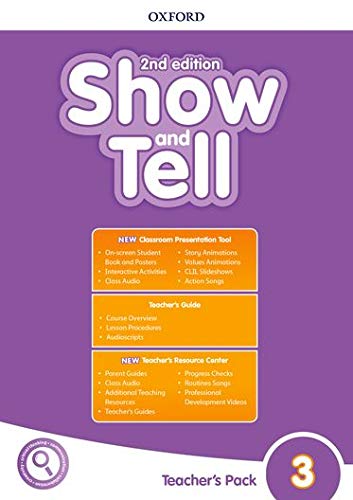 OXFORD
2nd edition
Show
and
Tell
NEW Classroom Presentation Tool
• On-screen Student Book and Posters
• Interactive Activities
• Class Audio
• Story Animations
• Values Animations
• CLIL Slideshows
• Action Songs
Teacher's Guide
• Course Overview
• Lesson Procedures
• Audioscripts
NEW Teacher's Resource Center
• Parent Guides
• Class Audio
• Additional Teaching Resources
• Teacher's Guides
• Progress Checks
• Routines Songs
• Professional Development Videos
Teacher's Pack 3